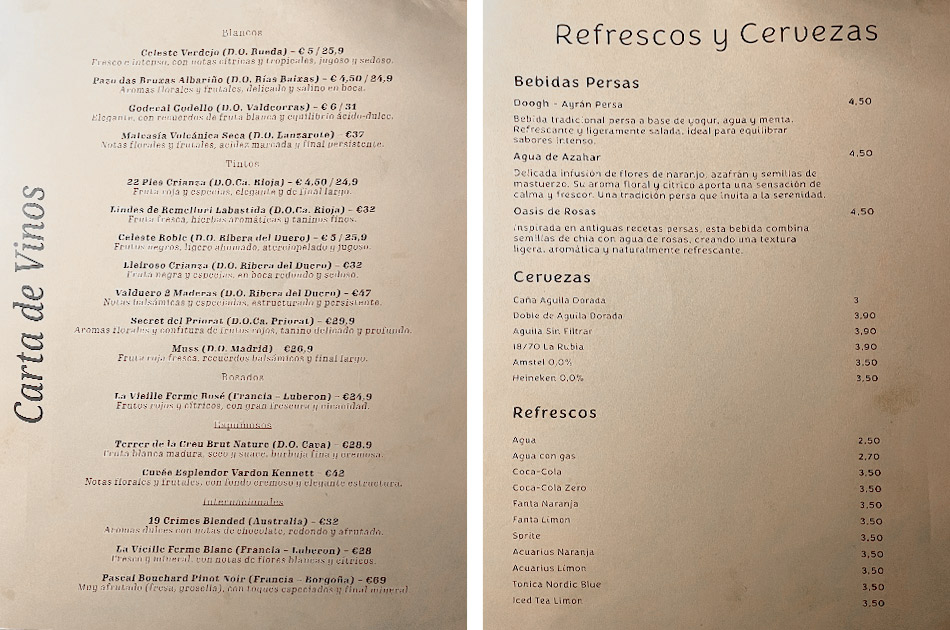 Carta de Vinos
Blancos
Celeste Verdejo (D.O. Rueda) – € 5 / 25,9
Fresco e intenso, con notas cítricas y tropicales, jugoso y sedoso.
Pazo das Bruxas Albariño (D.O. Rías Baixas) – € 4,50 / 24,9
Aromas florales y frutales, delicado y salino en boca.
Goderal Godello (D.O. Valdeorras) – € 6 / 31
Elegante, con recuerdos de fruta blanca y equilibrio ácido-dulce.
Malvasía Volcánica Seca (D.O. Lanzarote) – €37
Notas florales y frutales, acidez marcada y final persistente.
Tintos
22 Pies Crianza (D.O.Ca. Rioja) – € 4,50 / 24,9
Fruta roja y especias, elegante y de final largo.
Lindes de Remelluri Labastida (D.O.Ca. Rioja) – €32
Fruta fresca, hierbas aromáticas y taninos finos.
Celeste Roble (D.O. Ribera del Duero) – € 5 / 25,9
Frutos negros, ligero ahumado, aterciopelado y jugoso.
Lleiroso Crianza (D.O. Ribera del Duero) – €32
Fruta negra y especias, en boca redondo y sedoso.
Valduero 2 Maderas (D.O. Ribera del Duero) – €47
Notas balsámicas y especiadas, estructurado y persistente.
Secret del Priorat (D.O.Ca. Priorat) – €29,9
Aromas florales y confitura de frutos rojos, tanino delicado y profundo.
Muss (D.O. Madrid) – €26,9
Fruta roja fresca, recuerdos balsámicos y final largo.
Rosados
La Vieille Ferme Rosé (Francia – Luberon) – €24,9
Frutos rojos y cítricos, con gran frescura y vivacidad.
Espumosos
Terrer de la Creu Brut Nature (D.O. Cava) – €28,9
Fruta blanca madura, seco y suave, burbuja fina y cremosa.
Cuvée Esplendor Vardon Kennett – €42
Notas florales y frutales, con fondo cremoso y elegante estructura.
Internacionales
19 Crimes Blended (Australia) – €32
Aromas dulces con notas de chocolate, redondo y afrutado.
La Vieille Ferme Blanc (Francia – Luberon) – €28
Fresco y mineral, con notas de flores blancas y cítricos.
Pascal Bouchard Pinot Noir (Francia – Borgoña) – €69
Muy afrutado (fresa, grosella), con toques especiados y final mineral
Refrescos y Cervezas
Bebidas Persas
Doogh - Ayrán Persa 4,50
Bebida tradicional persa a base de yogur, agua y menta.
Refrescante y ligeramente salada, ideal para equilibrar
sabores intenso.
Agua de Azahar 4,50
Delicada infusión de flores de naranjo, azafrán y semillas de
mastuerzo. Su aroma floral y cítrico aporta una sensación de
calma y frescor. Una tradición persa que invita a la serenidad.
Oasis de Rosas 4,50
Inspirada en antiguas recetas persas, esta bebida combina
semillas de chia con agua de rosas, creando una textura
ligera, aromática y naturalmente refrescante.
Cervezas
Caña Aguila Dorada 3
Doble de Aguila Dorada 3,90
Aguila Sin Filtrar 3,90
18/70 La Rubia 3,90
Amstel 0,0% 3,50
Heineken 0,0% 3,50
Refrescos
Agua 2,50
Agua con gas 2,70
Coca-Cola 3,50
Coca-Cola Zero 3,50
Fanta Naranja 3,50
Fanta Limon 3,50
Sprite 3,50
Acuarius Naranja 3,50
Acuarius Limon 3,50
Tonica Nordic Blue 3,50
Iced Tea Limon 3,50